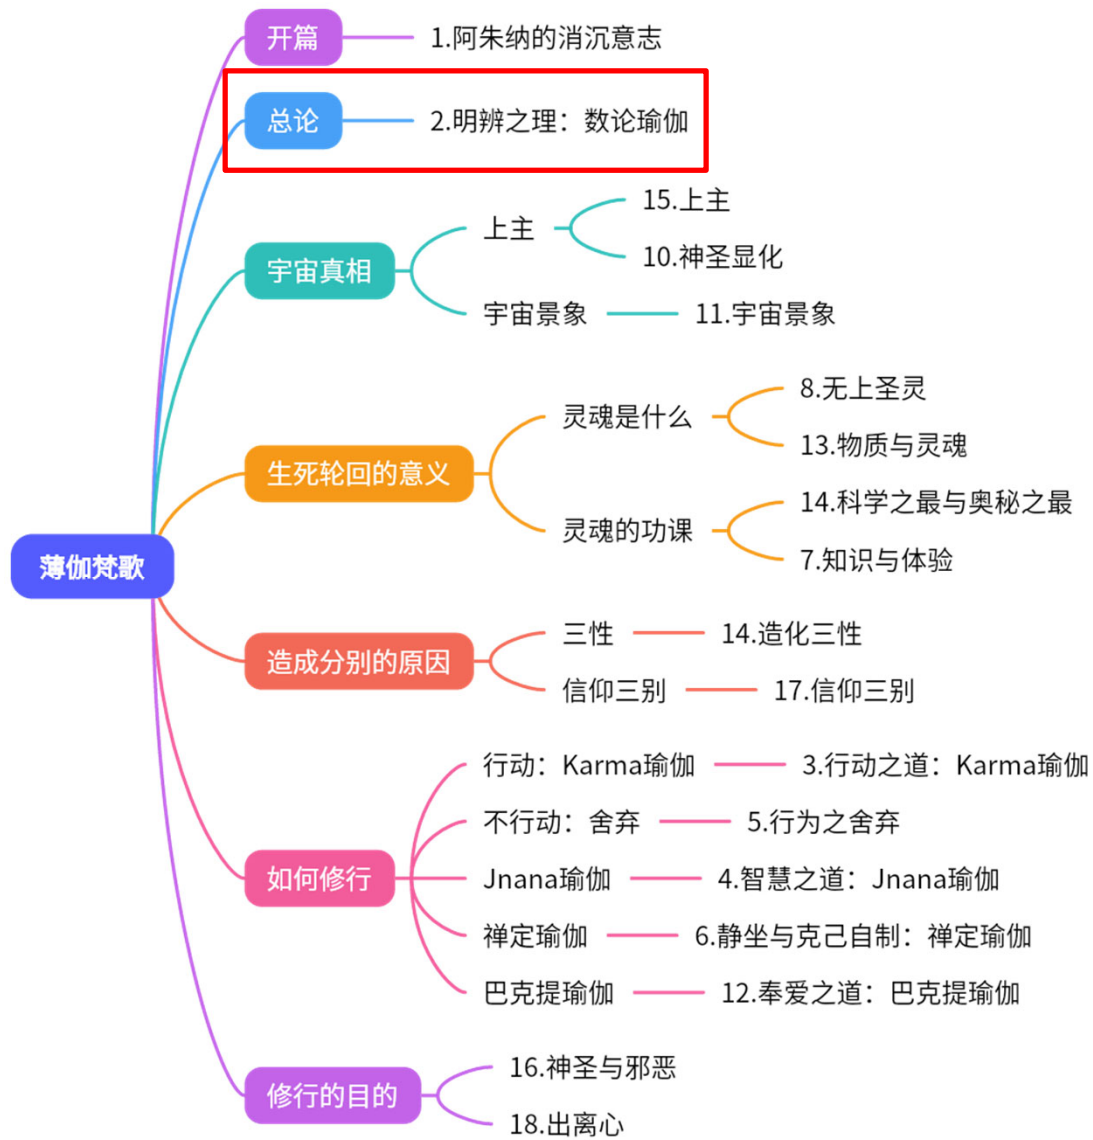 开篇
1.阿朱纳的消沉意志
总论
2.明辨之理：数论瑜伽
宇宙真相
上主
15.上主
10.神圣显化
宇宙景象
11.宇宙景象
生死轮回的意义
灵魂是什么
8.无上圣灵
13.物质与灵魂
灵魂的功课
14.科学之最与奥秘之最
7.知识与体验
薄伽梵歌
造成分别的原因
三性
14.造化三性
信仰三别
17.信仰三别
如何修行
行动：Karma瑜伽
3.行动之道：Karma瑜伽
不行动：舍弃
5.行为之舍弃
Jnana瑜伽
4.智慧之道：Jnana瑜伽
禅定瑜伽
6.静坐与克己自制：禅定瑜伽
巴克提瑜伽
12.奉爱之道：巴克提瑜伽
修行的目的
16.神圣与邪恶
18.出离心